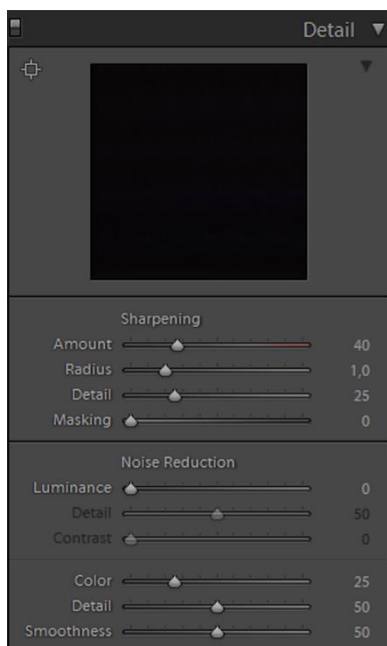 Detail
Sharpening
Amount 40
Radius 1,0
Detail 25
Masking 0
Noise Reduction
Luminance 0
Detail 50
Contrast 0
Color 25
Detail 50
Smoothness 50